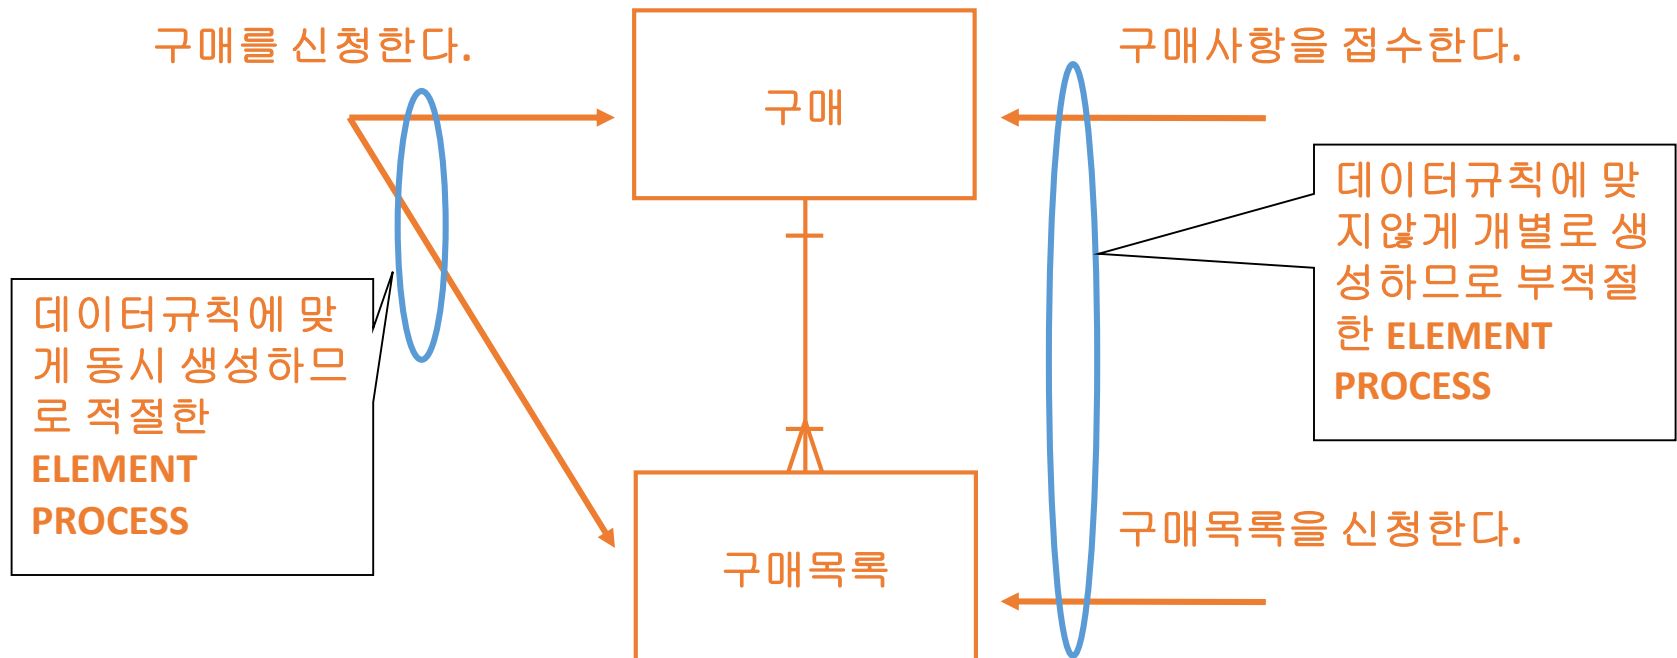 구매를 신청한다.
구매
구매사항을 접수한다.
데이터규칙에 맞
지않게 개별로 생
성하므로 부적절
한 ELEMENT
PROCESS
데이터규칙에 맞
게 동시 생성하므
로 적절한
ELEMENT
PROCESS
구매목록을 신청한다.
구매목록